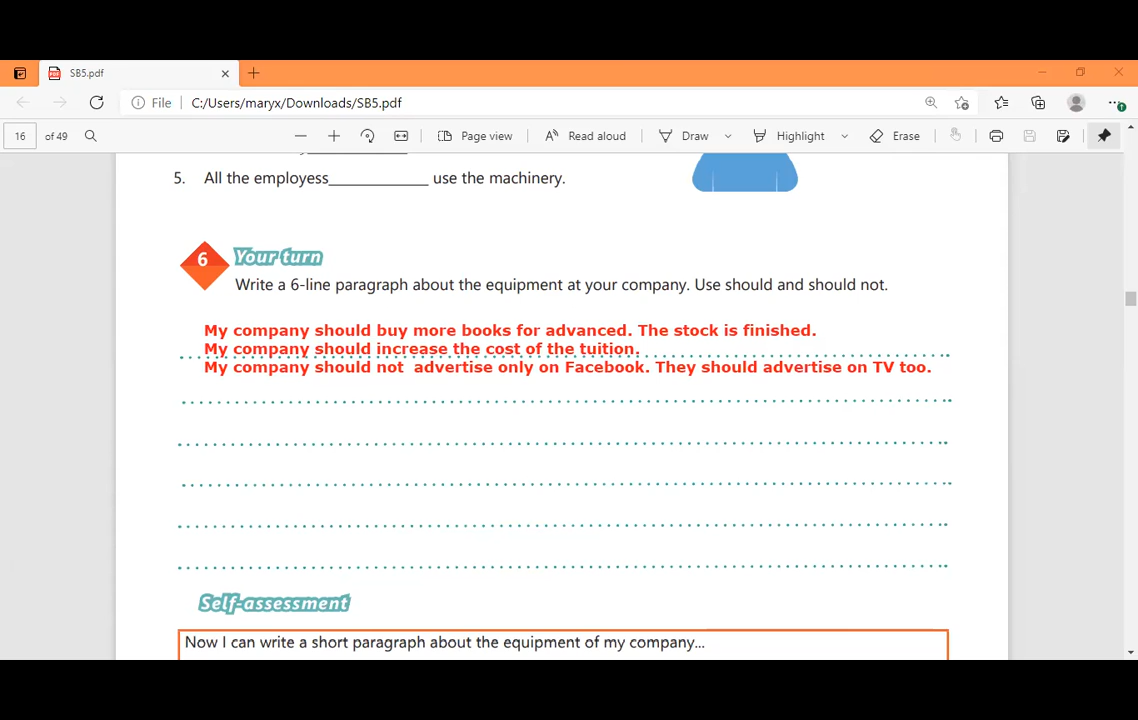 SB5.pdf
File C:/Users/maryx/Downloads/SB5.pdf
16 of 49 Page view Read aloud Draw Highlight Erase
5. All the employess____________ use the machinery.
6 Your turn
Write a 6-line paragraph about the equipment at your company. Use should and should not.
My company should buy more books for advanced. The stock is finished.
My company should increase the cost of the tuition.
My company should not advertise only on Facebook. They should advertise on TV too.
Self-assessment
Now I can write a short paragraph about the equipment of my company...